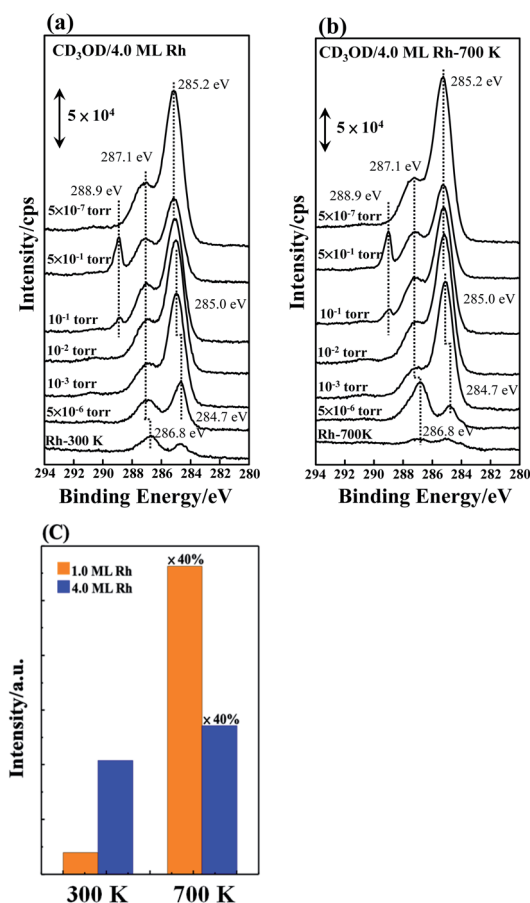 (a)
CD₃OD/4.0 ML Rh
285.2 eV
5 × 10⁴
287.1 eV
288.9 eV
5×10⁻⁷ torr
5×10⁻¹ torr
285.0 eV
10⁻¹ torr
10⁻² torr
10⁻³ torr
284.7 eV
5×10⁻⁶ torr
286.8 eV
Rh-300 K
294 292 290 288 286 284 282 280
Binding Energy/eV
Intensity/cps
(b)
CD₃OD/4.0 ML Rh-700 K
285.2 eV
5 × 10⁴
287.1 eV
288.9 eV
5×10⁻⁷ torr
5×10⁻¹ torr
285.0 eV
10⁻¹ torr
10⁻² torr
10⁻³ torr
284.7 eV
5×10⁻⁶ torr
286.8 eV
Rh-700K
294 292 290 288 286 284 282 280
Binding Energy/eV
Intensity/cps
(C)
1.0 ML Rh
4.0 ML Rh
× 40%
× 40%
Intensity/a.u.
300 K 700 K